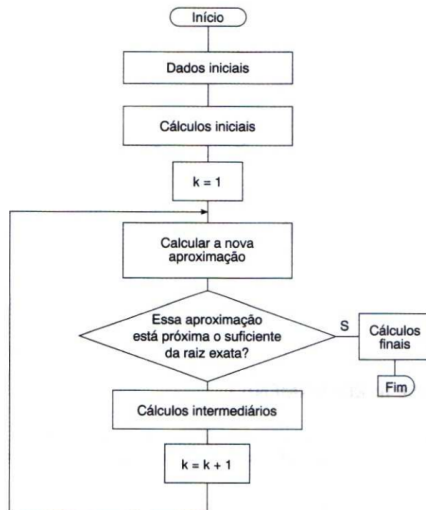 Início
Dados iniciais
Cálculos iniciais
k = 1
Calcular a nova
aproximação
Essa aproximação
está próxima o suficiente
da raiz exata?
S
Cálculos
finais
Fim
Cálculos intermediários
k = k + 1